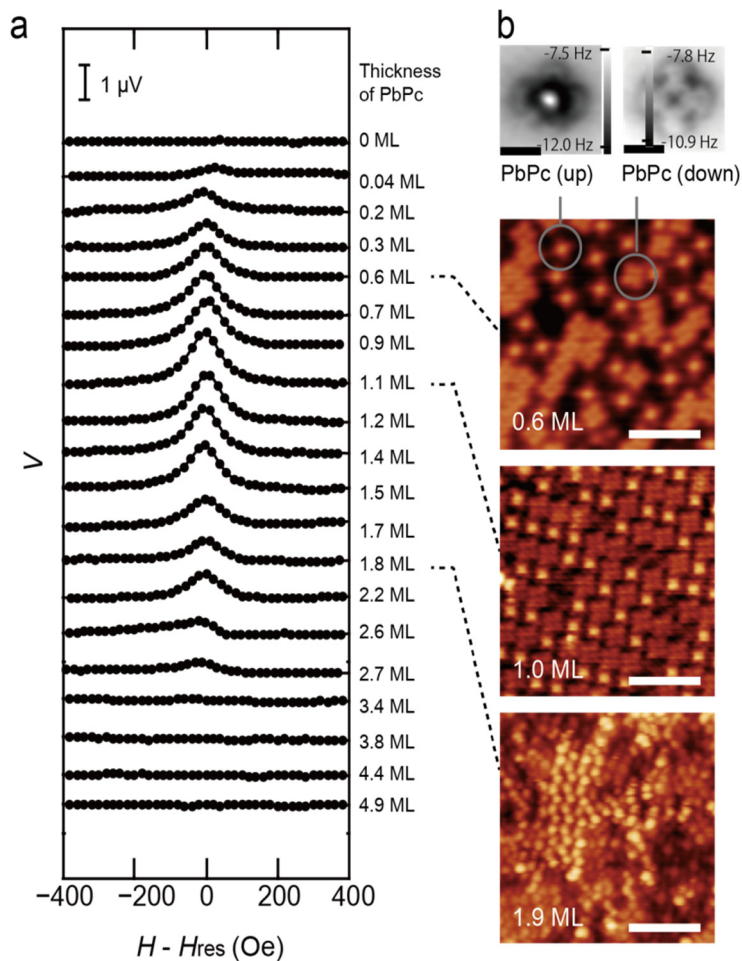 a
1 µV
Thickness
of PbPc
0 ML
0.04 ML
0.2 ML
0.3 ML
0.6 ML
0.7 ML
0.9 ML
1.1 ML
1.2 ML
1.4 ML
1.5 ML
1.7 ML
1.8 ML
2.2 ML
2.6 ML
2.7 ML
3.4 ML
3.8 ML
4.4 ML
4.9 ML
V
−400 −200 0 200 400
H - Hres (Oe)
b
-7.5 Hz
-12.0 Hz
-7.8 Hz
-10.9 Hz
PbPc (up) PbPc (down)
0.6 ML
1.0 ML
1.9 ML